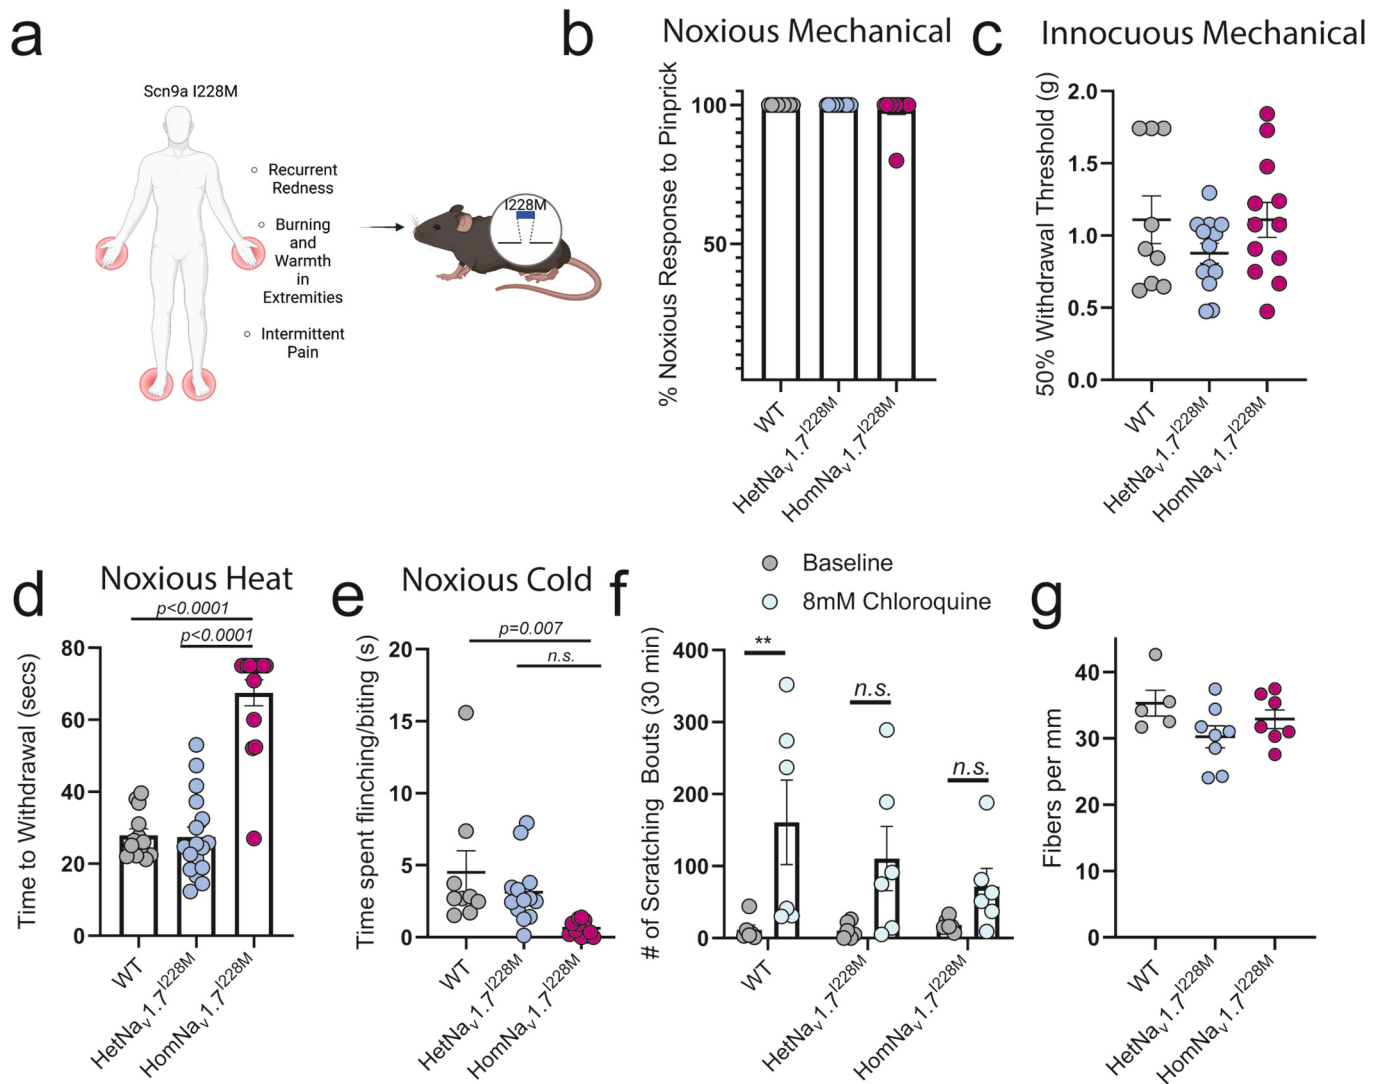 a
Scn9a I228M
Recurrent
Redness
Burning
and
Warmth
in
Extremities
Intermittent
Pain
I228M
b
Noxious Mechanical
% Noxious Response to Pinprick
100
50
WT
HetNav1.7I228M
HomNav1.7I228M
c
Innocuous Mechanical
50% Withdrawal Threshold (g)
2.0
1.5
1.0
0.5
0.0
WT
HetNav1.7I228M
HomNav1.7I228M
d
Noxious Heat
p<0.0001
p<0.0001
Time to Withdrawal (secs)
80
60
40
20
0
WT
HetNav1.7I228M
HomNav1.7I228M
e
Noxious Cold
p=0.007
n.s.
Time spent flinching/biting (s)
20
15
10
5
0
WT
HetNav1.7I228M
HomNav1.7I228M
f
Baseline
8mM Chloroquine
**
n.s.
n.s.
# of Scratching Bouts (30 min)
400
300
200
100
0
WT
HetNav1.7I228M
HomNav1.7I228M
g
Fibers per mm
40
30
20
10
0
WT
HetNav1.7I228M
HomNav1.7I228M